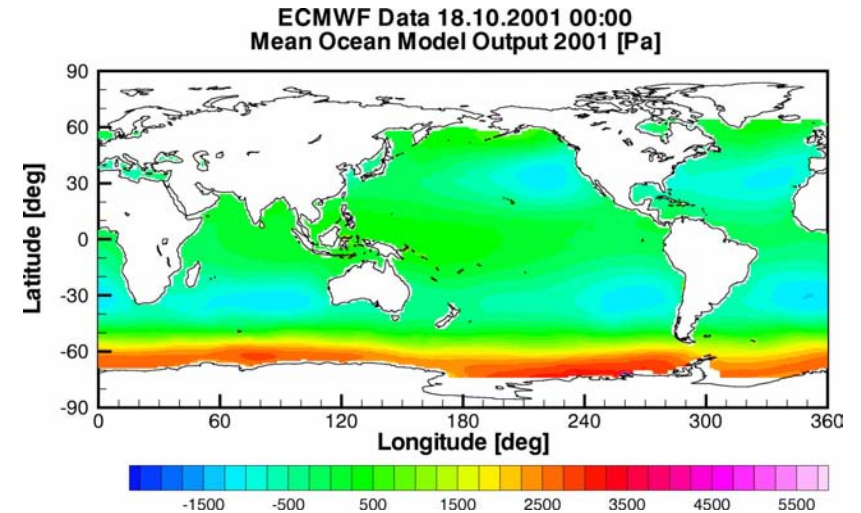 ECMWF Data 18.10.2001 00:00
Mean Ocean Model Output 2001 [Pa]
90
60
30
0
-30
-60
-90
Latitude [deg]
0 60 120 180 240 300 360
Longitude [deg]
-1500 -500 500 1500 2500 3500 4500 5500